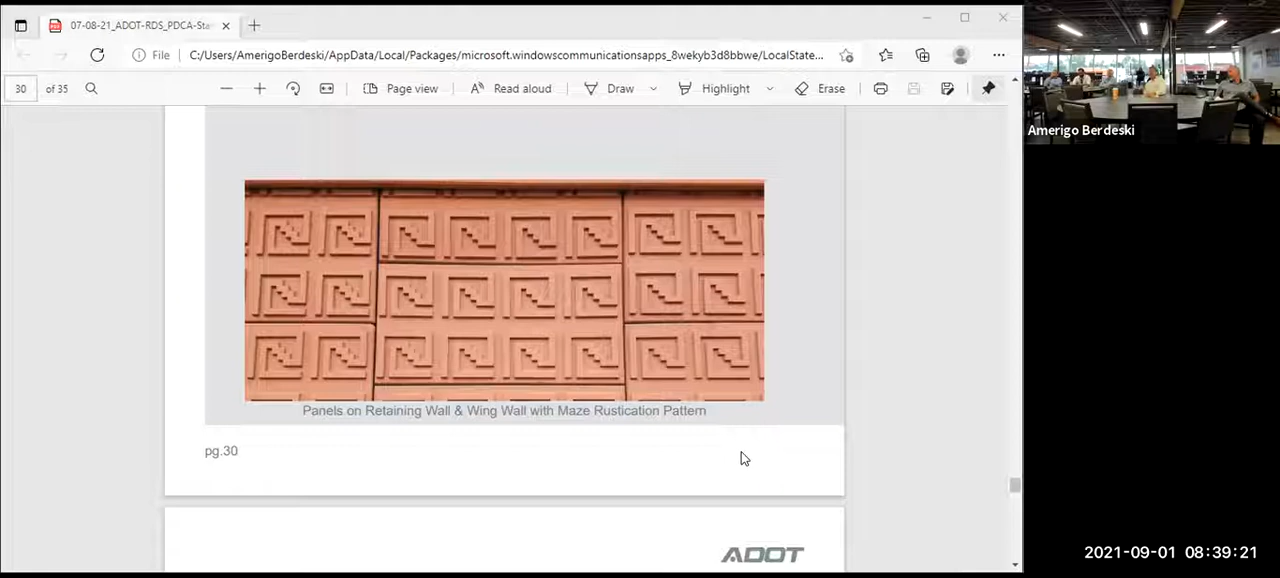 07-08-21_ADOT-RDS_PDCA-Sta
File
C:/Users/AmerigoBerdeski/AppData/Local/Packages/microsoft.windowscommunicationsapps_8wekyb3d8bbwe/LocalState...
30 of 35
Page view
Read aloud
Draw
Highlight
Erase
Amerigo Berdeski
Panels on Retaining Wall & Wing Wall with Maze Rustication Pattern
pg.30
ADOT
2021-09-01 08:39:21